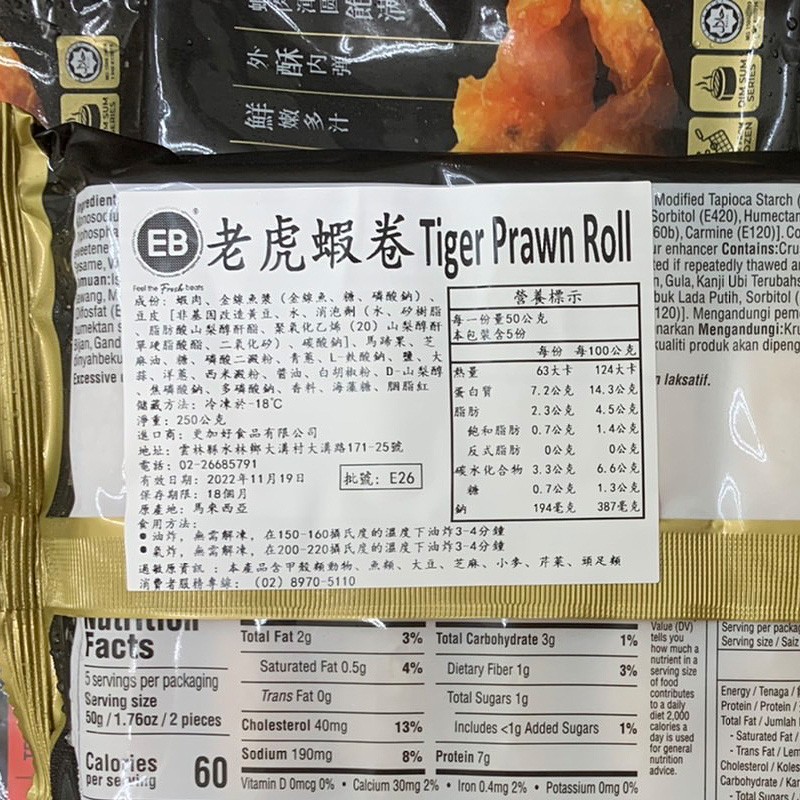 外酥內彈
鮮嫩多汁
DIM SUM
SERIES
EB
Feel the Fresh treats
老虎蝦卷 Tiger Prawn Roll
成份: 蝦肉、金線魚漿 (金線魚、糖、磷酸鈉)、
豆皮 [非基因改造黃豆、水、消泡劑 (水、矽樹脂
、脂肪酸山梨醇酐酯、聚氧化乙烯 (20) 山梨醇酐
單硬脂酸酯、二氧化矽)、碳酸鈉]、馬蹄果、芝
麻油、糖、磷酸二澱粉、青蔥、L-麩酸鈉、鹽、大
蒜、洋蔥、西米澱粉、醬油、白胡椒粉、D-山梨醇
、焦磷酸鈉、多磷酸鈉、香料、海藻糖、胭脂紅
儲藏方法: 冷凍於-18℃
淨重: 250公克
進口商: 更加好食品有限公司
地址: 雲林縣水林鄉大溝村大溝路171-25號
電話: 02-26685791
有效日期: 2022年11月19日
批號: E26
保存期限: 18個月
原產地: 馬來西亞
食用方法:
● 油炸, 無需解凍, 在150-160攝氏度的溫度下油炸3-4分鐘
● 氣炸, 無需解凍, 在200-220攝氏度的溫度下油炸3-4分鐘
過敏原資訊 : 本產品含甲殼類動物、魚類、大豆、芝麻、小麥、芹菜、頭足類
消費者服務專線: (02) 8970-5110
營養標示
每一份量50公克
本包裝含5份
每份 每100公克
熱量 63大卡 124大卡
蛋白質 7.2公克 14.3公克
脂肪 2.3公克 4.5公克
飽和脂肪 0.7公克 1.4公克
反式脂肪 0公克 0公克
碳水化合物 3.3公克 6.6公克
糖 0.7公克 1.3公克
鈉 194毫克 387毫克
Modified Tapioca Starch (
Sorbitol (E420), Humectan
60b), Carmine (E120)]. Co
ur enhancer Contains:Cru
ted if repeatedly thawed a
n, Gula, Kanji Ubi Terubahs
buk Lada Putih, Sorbitol (
120)]. Mengandungi pem
narkan Mengandungi:Kr
kualiti produk akan dipeng
laksatif.
Nutrition
Facts
5 servings per packaging
Serving size
50g / 1.76oz / 2 pieces
Calories
per serving 60
Total Fat 2g 3%
Saturated Fat 0.5g 4%
Trans Fat 0g
Cholesterol 40mg 13%
Sodium 190mg 8%
Total Carbohydrate 3g 1%
Dietary Fiber 1g 3%
Total Sugars 1g
Includes <1g Added Sugars 1%
Protein 7g
Vitamin D 0mcg 0% • Calcium 30mg 2% • Iron 0.4mg 2% • Potassium 0mg 0%
Value (DV)
tells you
how much a
nutrient in a
serving size
of food
contributes
to a daily
diet 2,000
calories a
day is used
for general
nutrition
advice.
Serving per packa
Serving size / Saiz
Energy / Tenaga /
Protein / Protein /
Total Fat / Jumlah
- Saturated Fat /
- Trans Fat / Lem
Cholesterol / Koles
Carbohydrate / Kar
- Total Sugars /